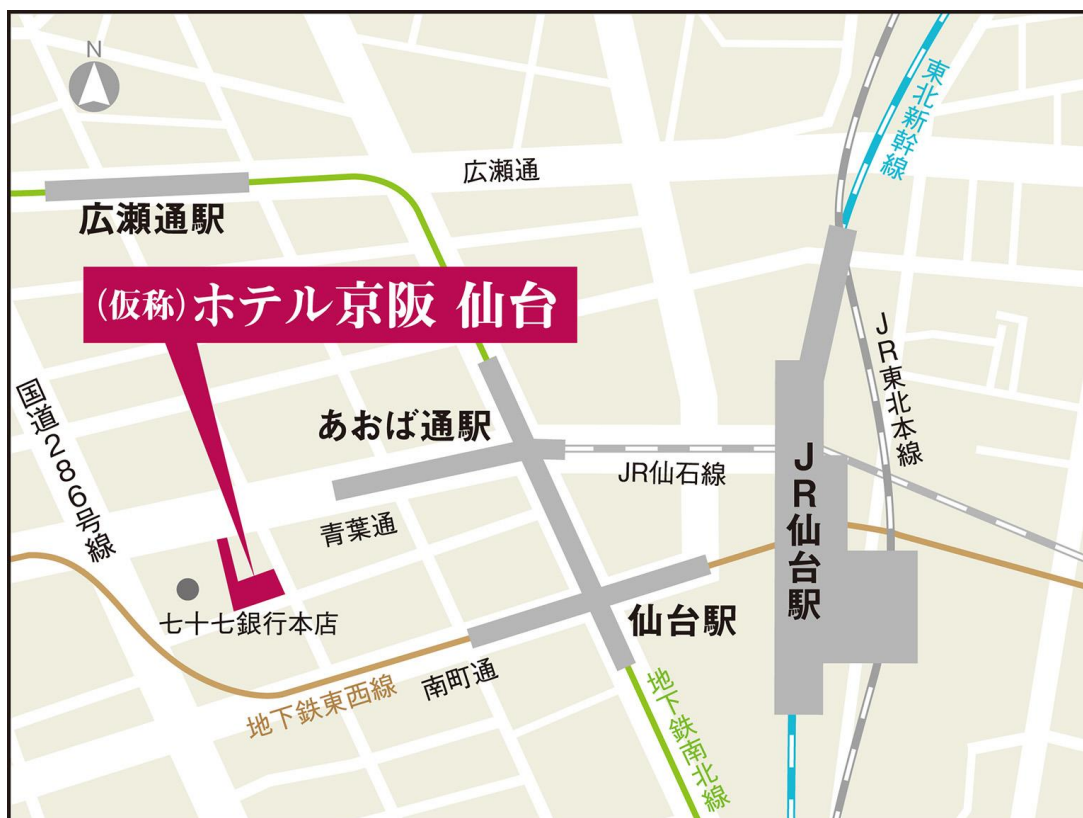 N
東北新幹線
広瀬通
広瀬通駅
(仮称)ホテル京阪 仙台
国道286号線
あおば通駅
JR東北本線
JR仙石線
JR仙台駅
青葉通
七十七銀行本店
仙台駅
南町通
地下鉄東西線
地下鉄南北線